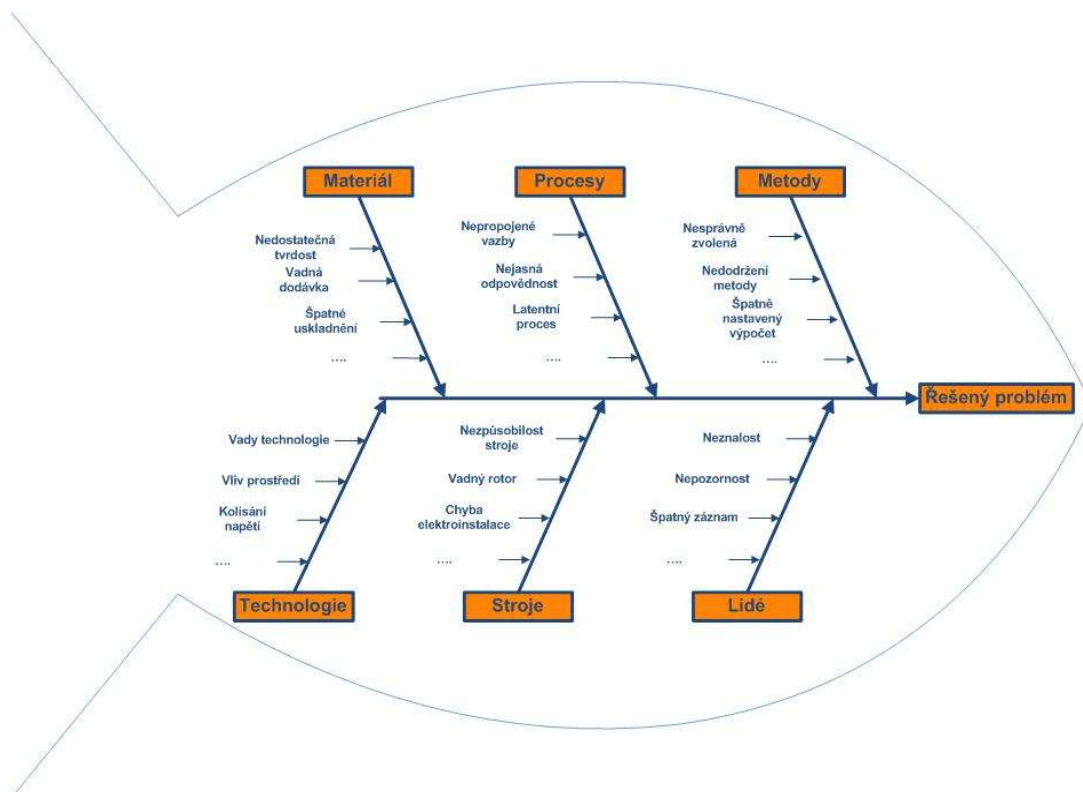 Materiál
Procesy
Metody
Nedostatečná
tvrdost
Vadná
dodávka
Špatné
uskladnění
....
Nepropojené
vazby
Nejasná
odpovědnost
Latentní
proces
....
Nesprávně
zvolená
Nedodržení
metody
Špatně
nastavený
výpočet
....
Řešený problém
Vady technologie
Vliv prostředí
Kolísání
napětí
....
Nezpůsobilost
stroje
Vadný rotor
Chyba
elektroinstalace
....
Neznalost
Nepozornost
Špatný záznam
....
Technologie
Stroje
Lidé